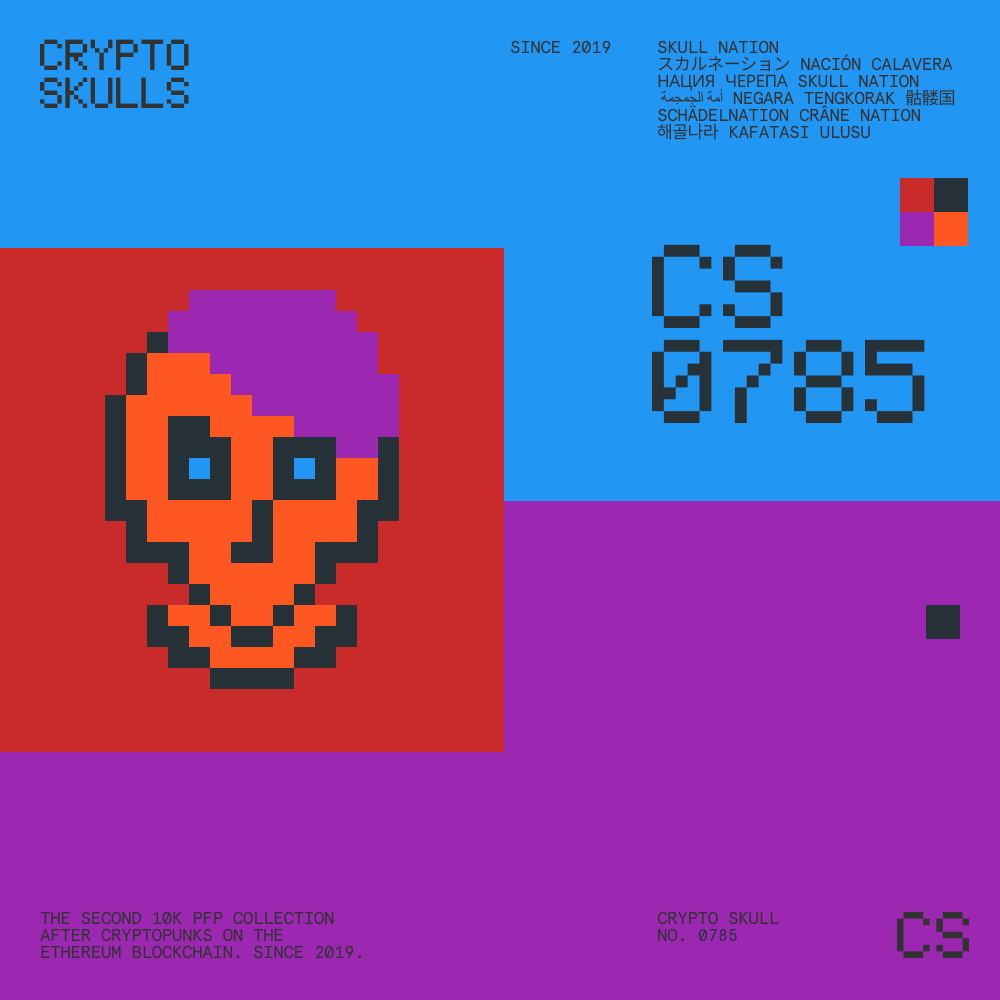 CRYPTO
SKULLS
SINCE 2019
SKULL NATION
スカルネーション NACIÓN CALAVERA
НАЦИЯ ЧЕРЕПА SKULL NATION
أمة الجمجمة NEGARA TENGKORAK 骷髅国
SCHÄDELNATION CRÂNE NATION
해골나라 KAFATASI ULUSU
CS
0785
THE SECOND 10K PFP COLLECTION
AFTER CRYPTOPUNKS ON THE
ETHEREUM BLOCKCHAIN. SINCE 2019.
CRYPTO SKULL
NO. 0785
CS